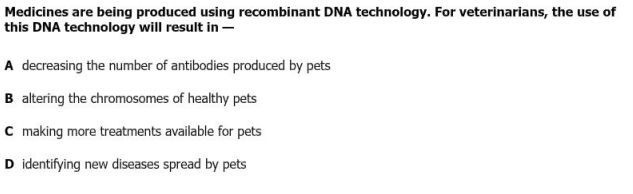 Medicines are being produced using recombinant DNA technology. For veterinarians, the use of
this DNA technology will result in —
A decreasing the number of antibodies produced by pets
B altering the chromosomes of healthy pets
C making more treatments available for pets
D identifying new diseases spread by pets